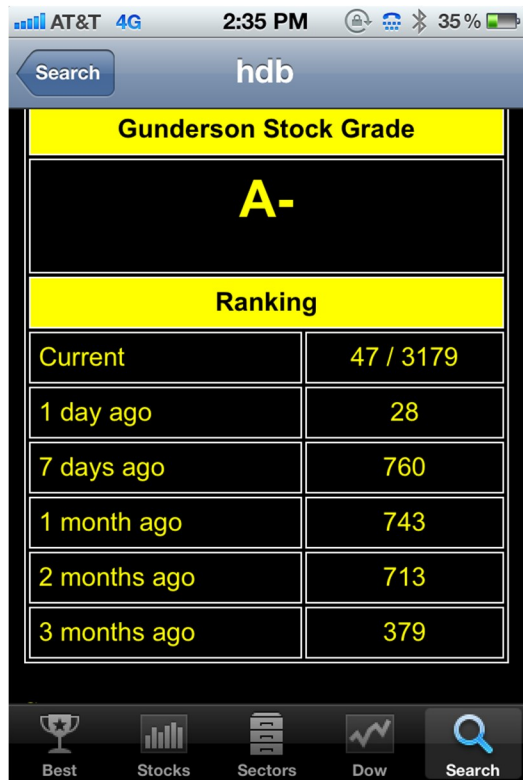 AT&T 4G 2:35 PM 35%
Search hdb
Gunderson Stock Grade
A-
Ranking
Current 47 / 3179
1 day ago 28
7 days ago 760
1 month ago 743
2 months ago 713
3 months ago 379
Best Stocks Sectors Dow Search